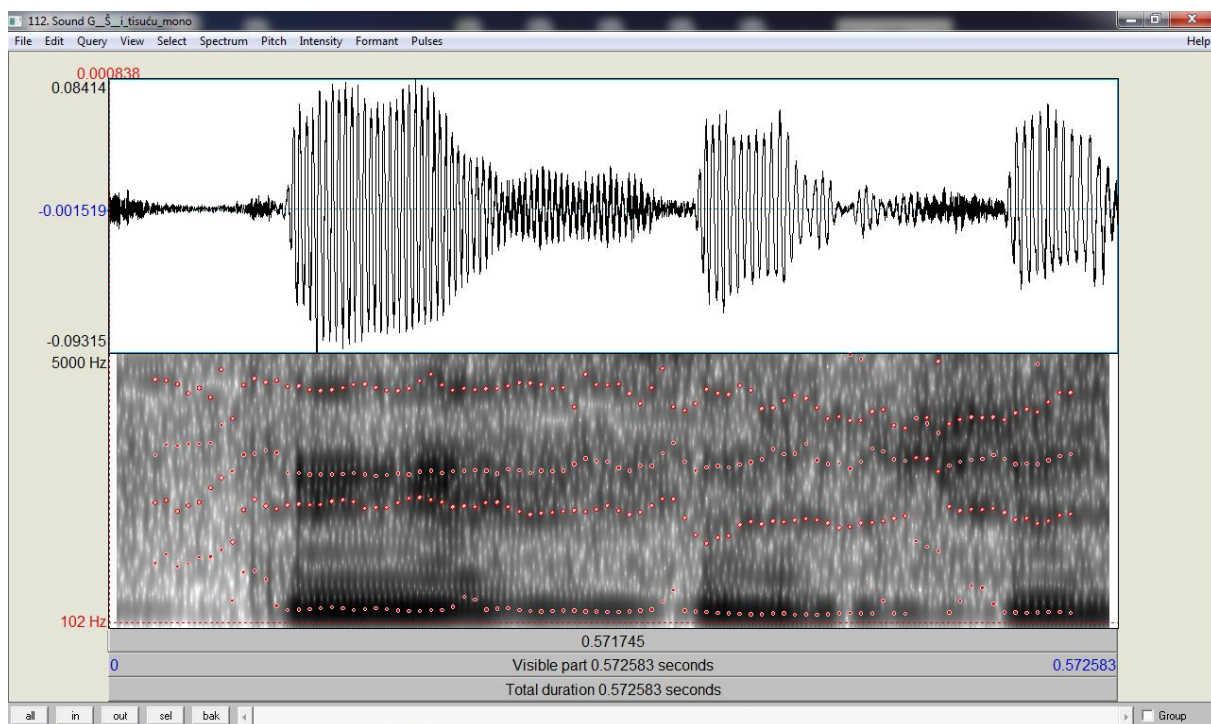 112. Sound G__Š__i_tisuću_mono
File Edit Query View Select Spectrum Pitch Intensity Formant Pulses Help
0.000838
0.08414
-0.001519
-0.09315
5000 Hz
102 Hz
0.571745
0 Visible part 0.572583 seconds 0.572583
Total duration 0.572583 seconds
all in out sel bak Group